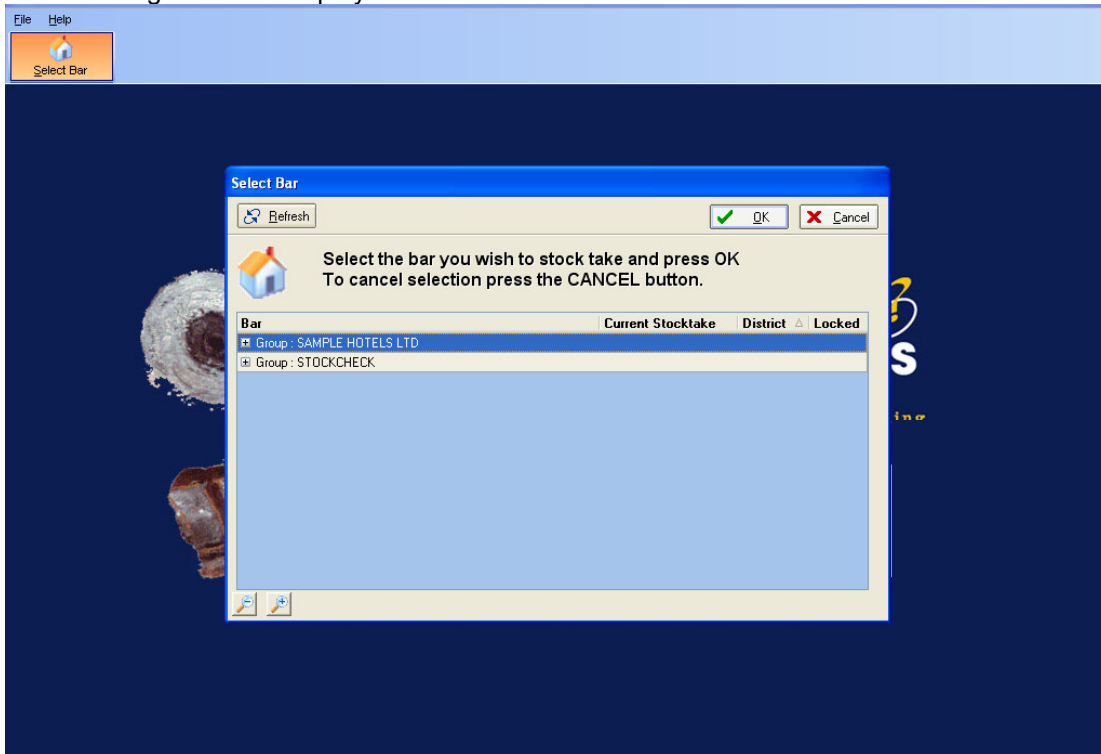 File Help
Select Bar
Select Bar
Refresh OK Cancel
Select the bar you wish to stock take and press OK
To cancel selection press the CANCEL button.
Bar Current Stocktake District Locked
Group : SAMPLE HOTELS LTD
Group : STOCKCHECK